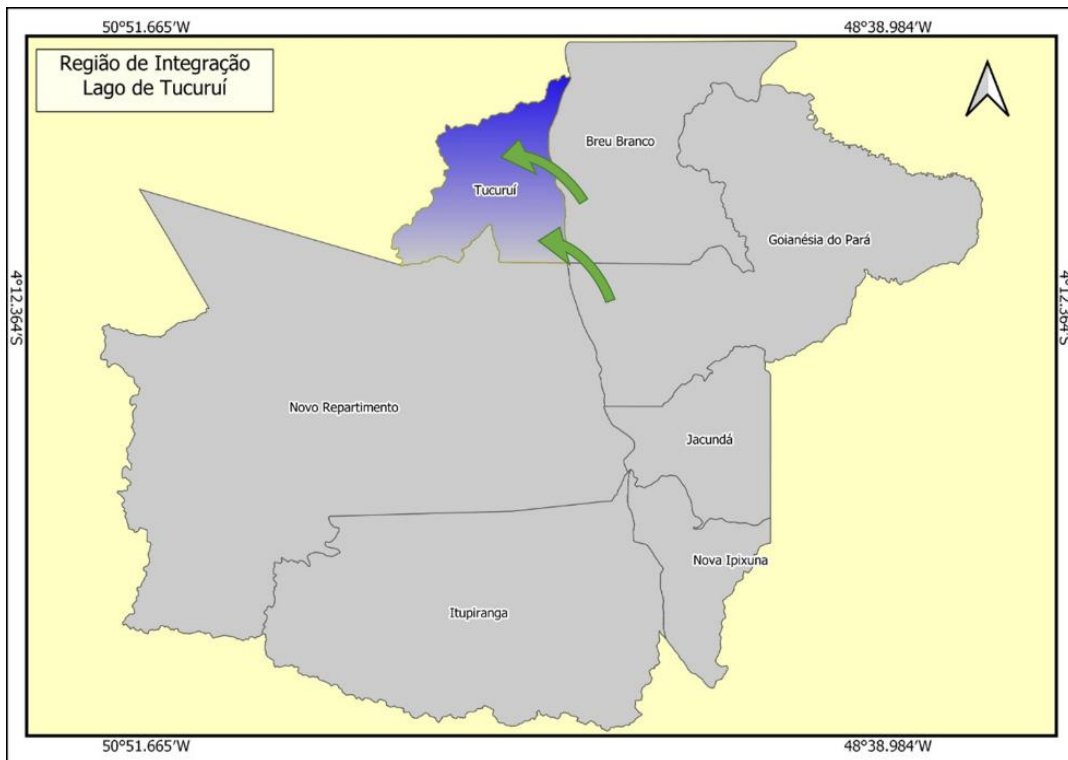 50°51.665'W
48°38.984'W
Região de Integração
Lago de Tucuruí
Breu Branco
Tucuruí
Goianésia do Pará
4°12.364'S
4°12.364'S
Novo Repartimento
Jacundá
Nova Ipixuna
Itupiranga
50°51.665'W
48°38.984'W